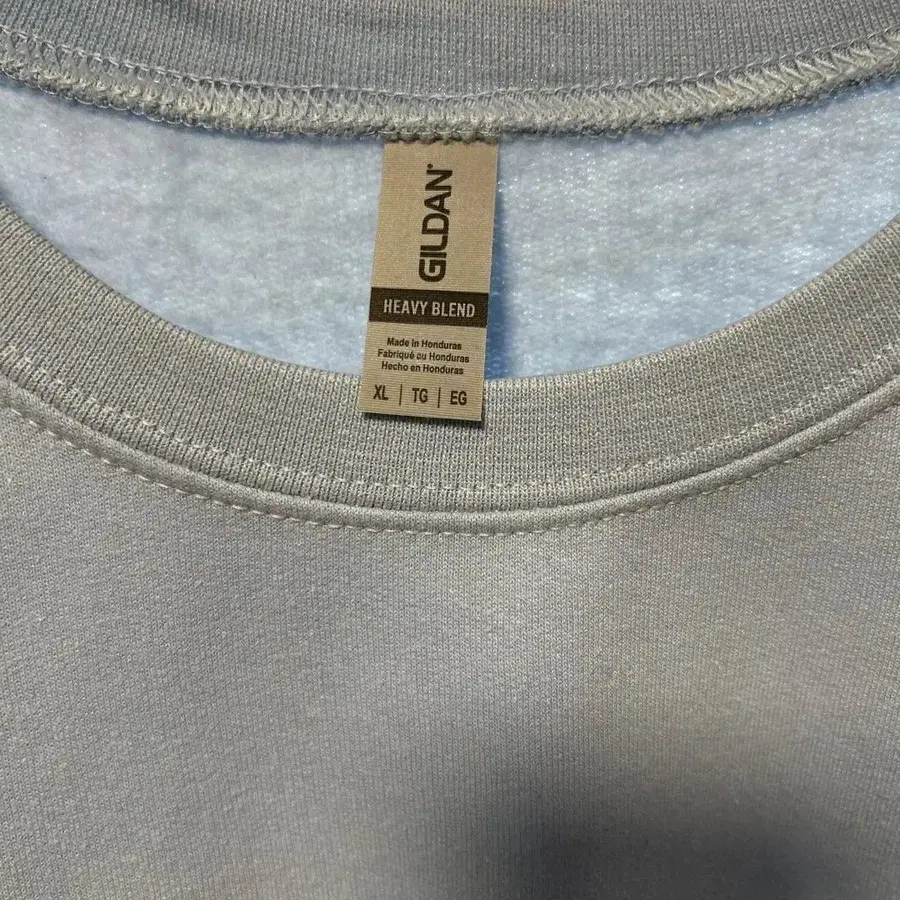 GILDAN
HEAVY BLEND
Made in Honduras
Fabriqué au Honduras
Hecho en Honduras
XL | TG | EG